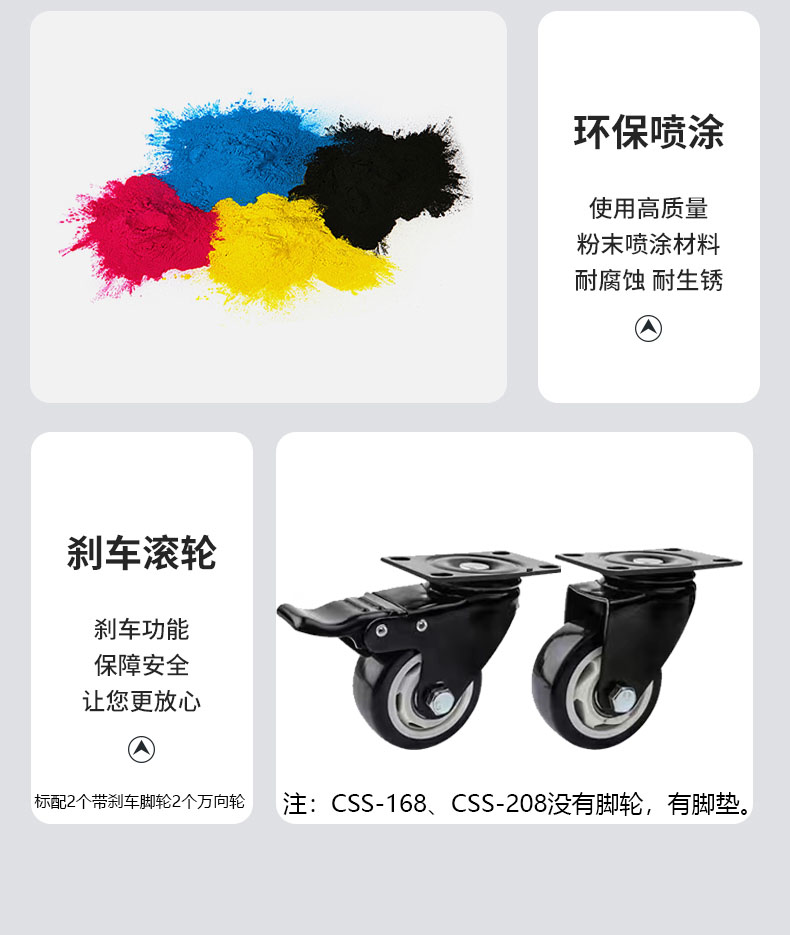 环保喷涂
使用高质量
粉末喷涂材料
耐腐蚀 耐生锈
刹车滚轮
刹车功能
保障安全
让您更放心
标配2个带刹车脚轮2个万向轮
注：CSS-168、CSS-208没有脚轮，有脚垫。